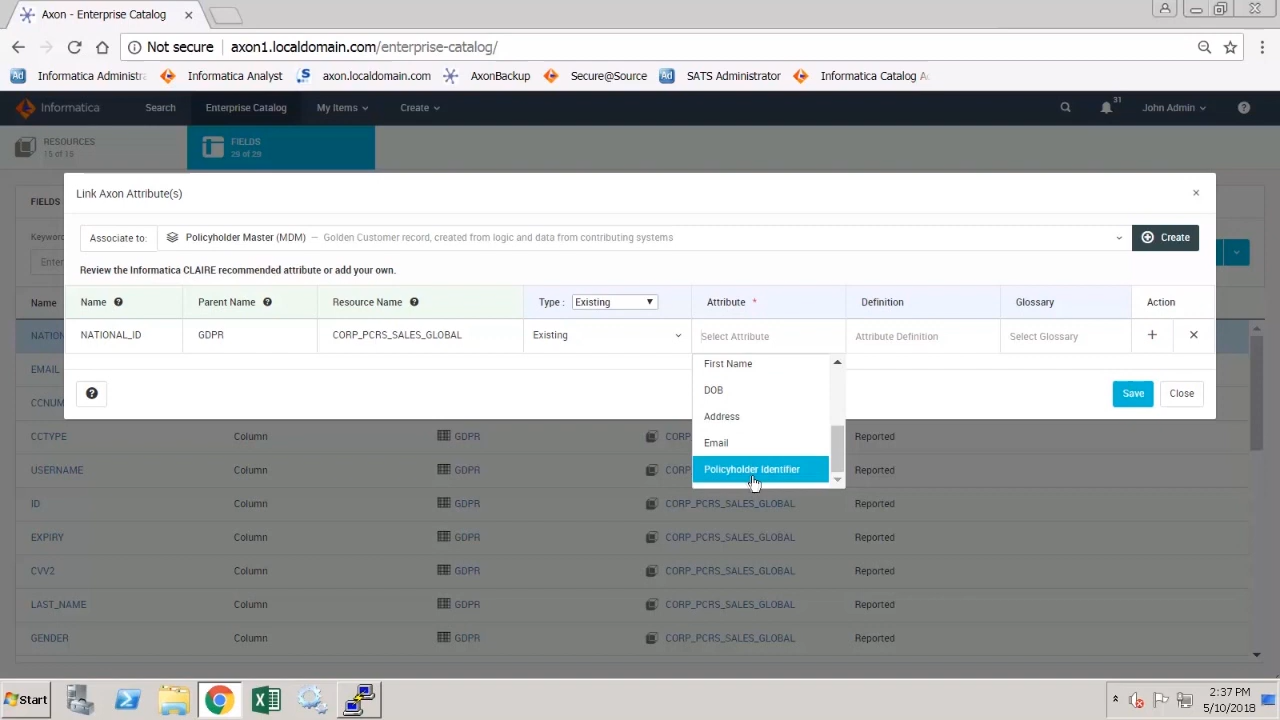 Axon - Enterprise Catalog
Not secure axon1.localdomain.com/enterprise-catalog/
Informatica Administra Informatica Analyst axon.localdomain.com AxonBackup Secure@Source SATS Administrator Informatica Catalog A
Informatica Search Enterprise Catalog My Items Create 31 John Admin
RESOURCES
15 of 15
FIELDS
29 of 29
FIELDS
Link Axon Attribute(s)
Keywo
Associate to: Policyholder Master (MDM) – Golden Customer record, created from logic and data from contributing systems Create
Enter
Review the Informatica CLAIRE recommended attribute or add your own.
Name
Name Parent Name Resource Name Type : Existing Attribute * Definition Glossary Action
NATION
NATIONAL_ID GDPR CORP_PCRS_SALES_GLOBAL Existing Select Attribute Attribute Definition Select Glossary
First Name
DOB
Address
Email
Policyholder Identifier
Save Close
EMAIL
CCNUM
CCTYPE Column GDPR CORP_PC Reported
USERNAME Column GDPR CORP_PC Reported
ID Column GDPR CORP_PCRS_SALES_GLOBAL Reported
EXPIRY Column GDPR CORP_PCRS_SALES_GLOBAL Reported
CVV2 Column GDPR CORP_PCRS_SALES_GLOBAL Reported
LAST_NAME Column GDPR CORP_PCRS_SALES_GLOBAL Reported
GENDER Column GDPR CORP_PCRS_SALES_GLOBAL Reported
Start
2:37 PM
5/10/2018